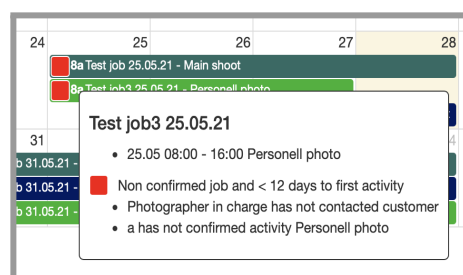 24 25 26 27 28
8a Test job 25.05.21 - Main shoot
8a Test job3 25.05.21 - Personell photo
Test job3 25.05.21
• 25.05 08:00 - 16:00 Personell photo
31
b 31.05.21 -
Non confirmed job and < 12 days to first activity
b 31.05.21 -
• Photographer in charge has not contacted customer
b 31.05.21 -
• a has not confirmed activity Personell photo
4